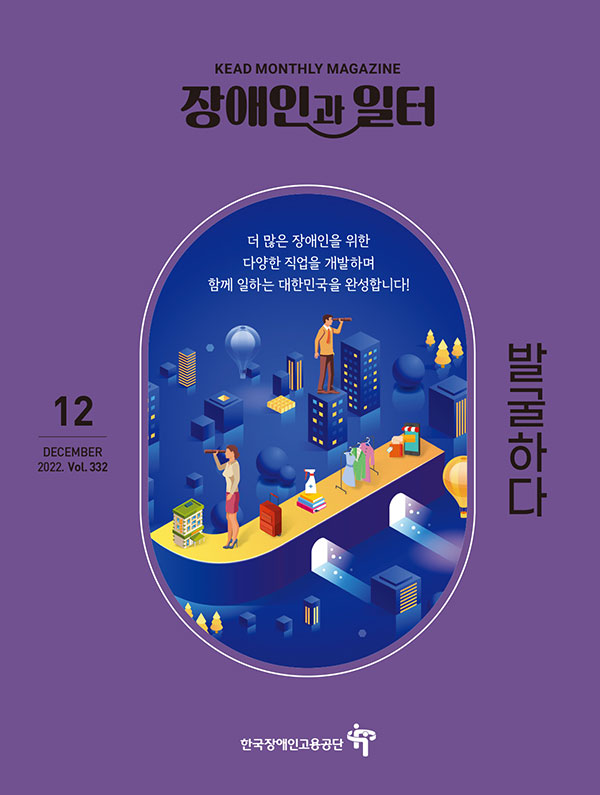 KEAD MONTHLY MAGAZINE
장애인과 일터
더 많은 장애인을 위한
다양한 직업을 개발하며
함께 일하는 대한민국을 완성합니다!
12
DECEMBER
2022. Vol. 332
발굴하다
한국장애인고용공단